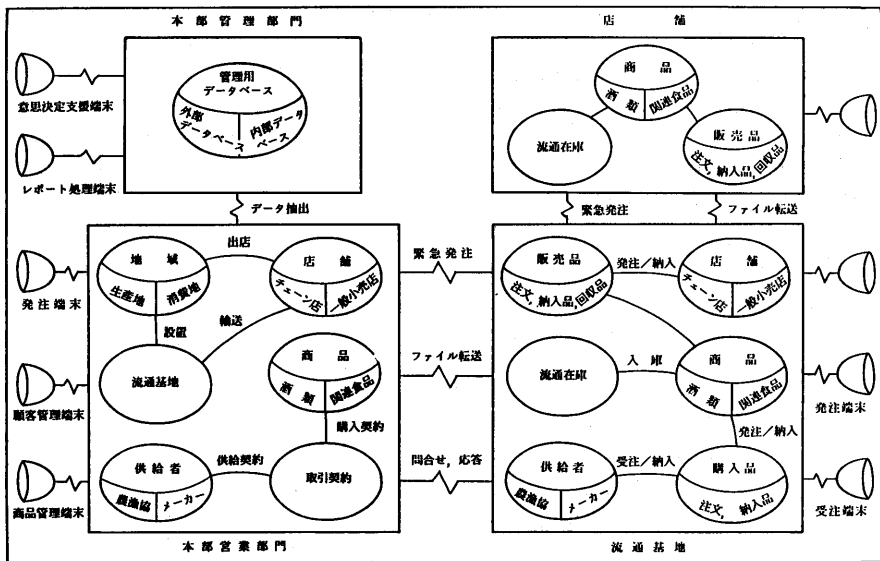 本部管理部門
店舗
管理用
データベース
外部
データベース
内部データ
ベース
意思決定支援端末
レポート処理端末
商品
酒類
関連食品
流通在庫
販売品
注文,納入品,回収品
データ抽出
緊急発注
ファイル転送
地域
生産地
消費地
出店
店舗
チェーン店
一般小売店
設置
輸送
流通基地
商品
酒類
関連食品
購入契約
供給者
農漁協
メーカー
供給契約
取引契約
発注端末
顧客管理端末
商品管理端末
本部営業部門
緊急発注
ファイル転送
問合せ,応答
販売品
注文,納入品,回収品
発注/納入
店舗
チェーン店
一般小売店
流通在庫
入庫
商品
酒類
関連食品
発注/納入
供給者
農漁協
メーカー
受注/納入
購入品
注文,納入品
発注端末
受注端末
流通基地